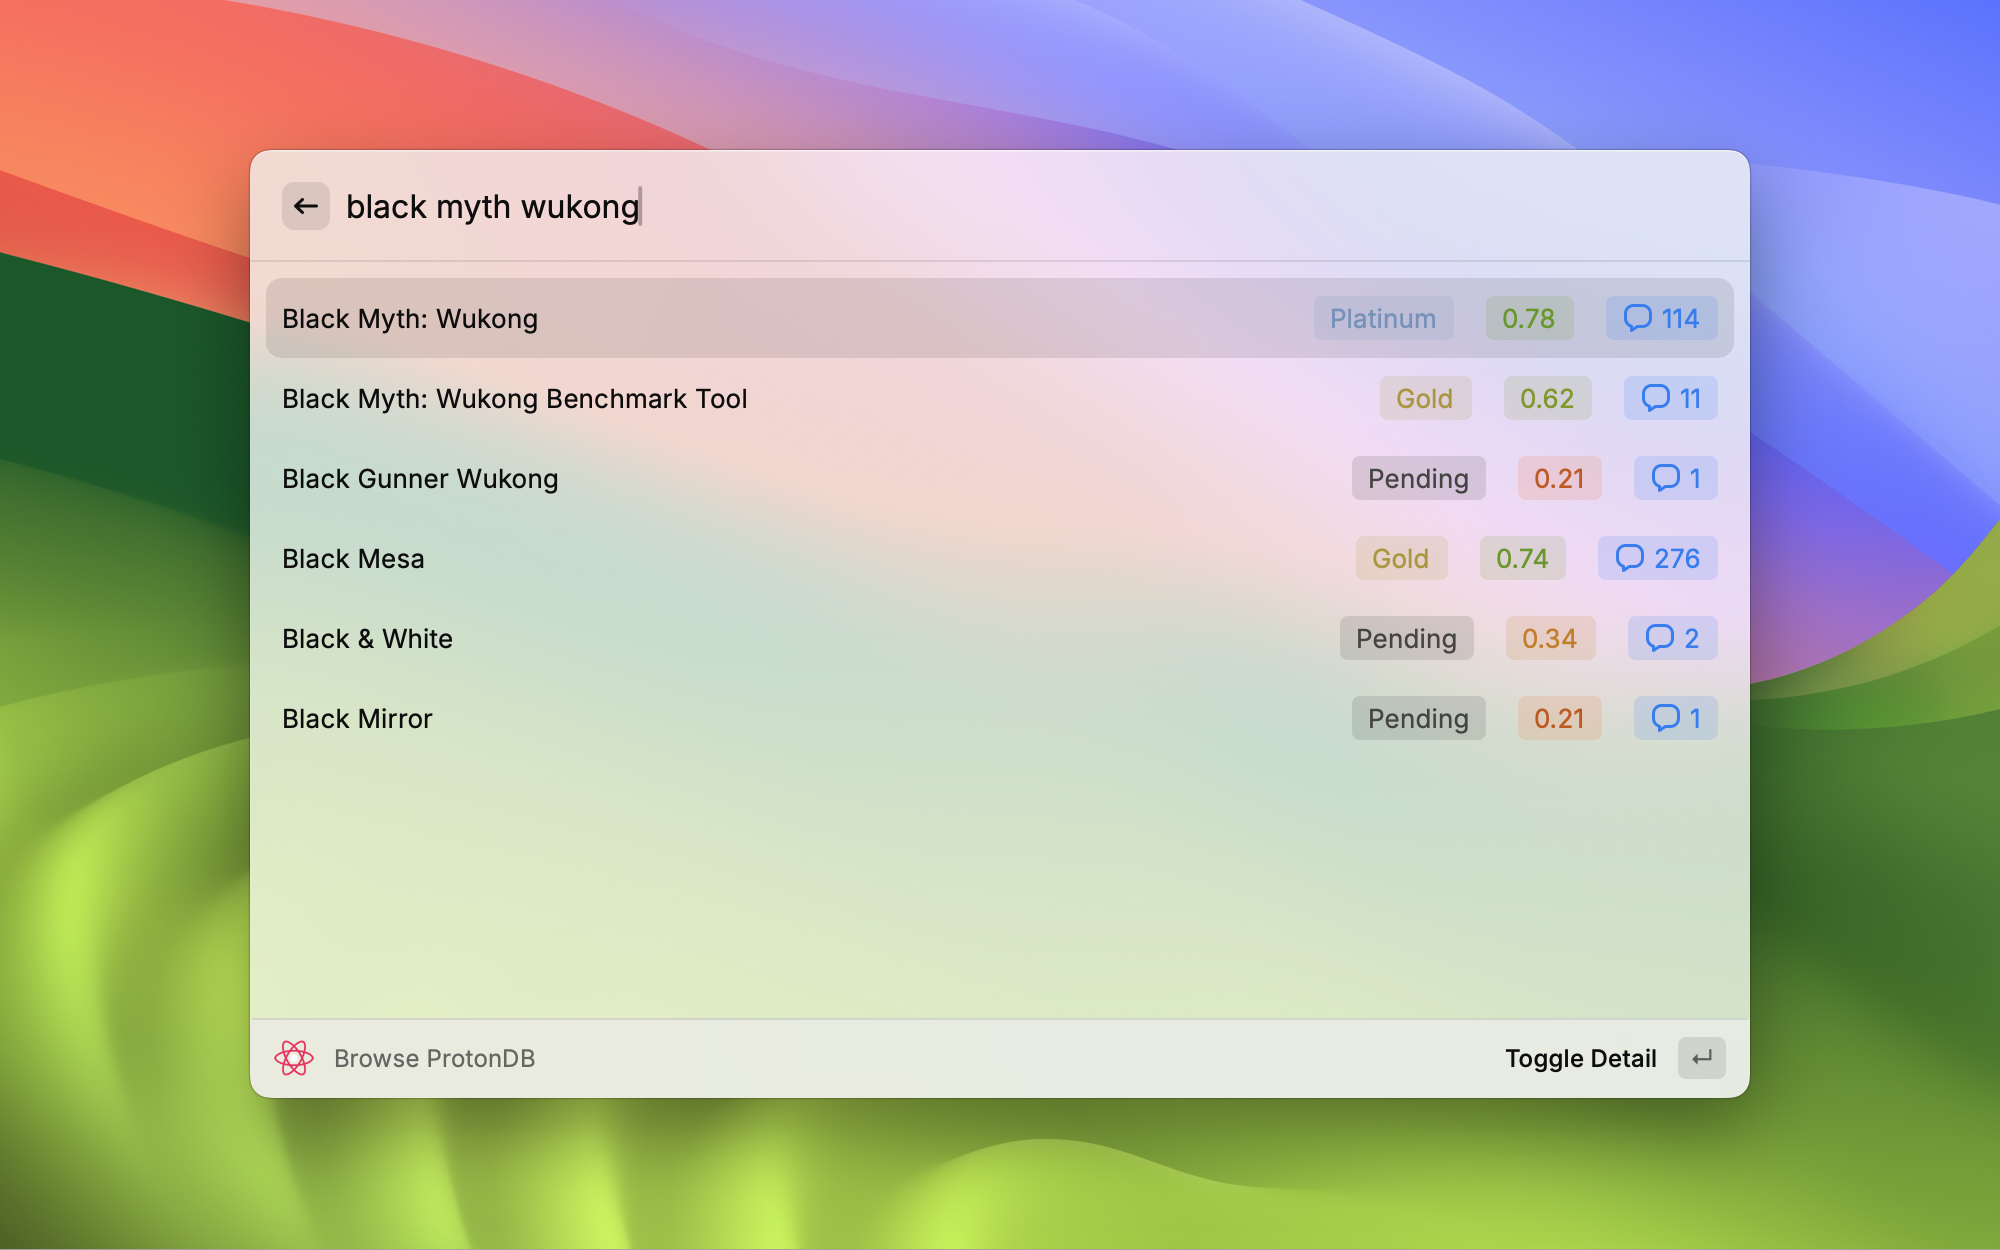 black myth wukong
Black Myth: Wukong Platinum 0.78 114
Black Myth: Wukong Benchmark Tool Gold 0.62 11
Black Gunner Wukong Pending 0.21 1
Black Mesa Gold 0.74 276
Black & White Pending 0.34 2
Black Mirror Pending 0.21 1
Browse ProtonDB Toggle Detail